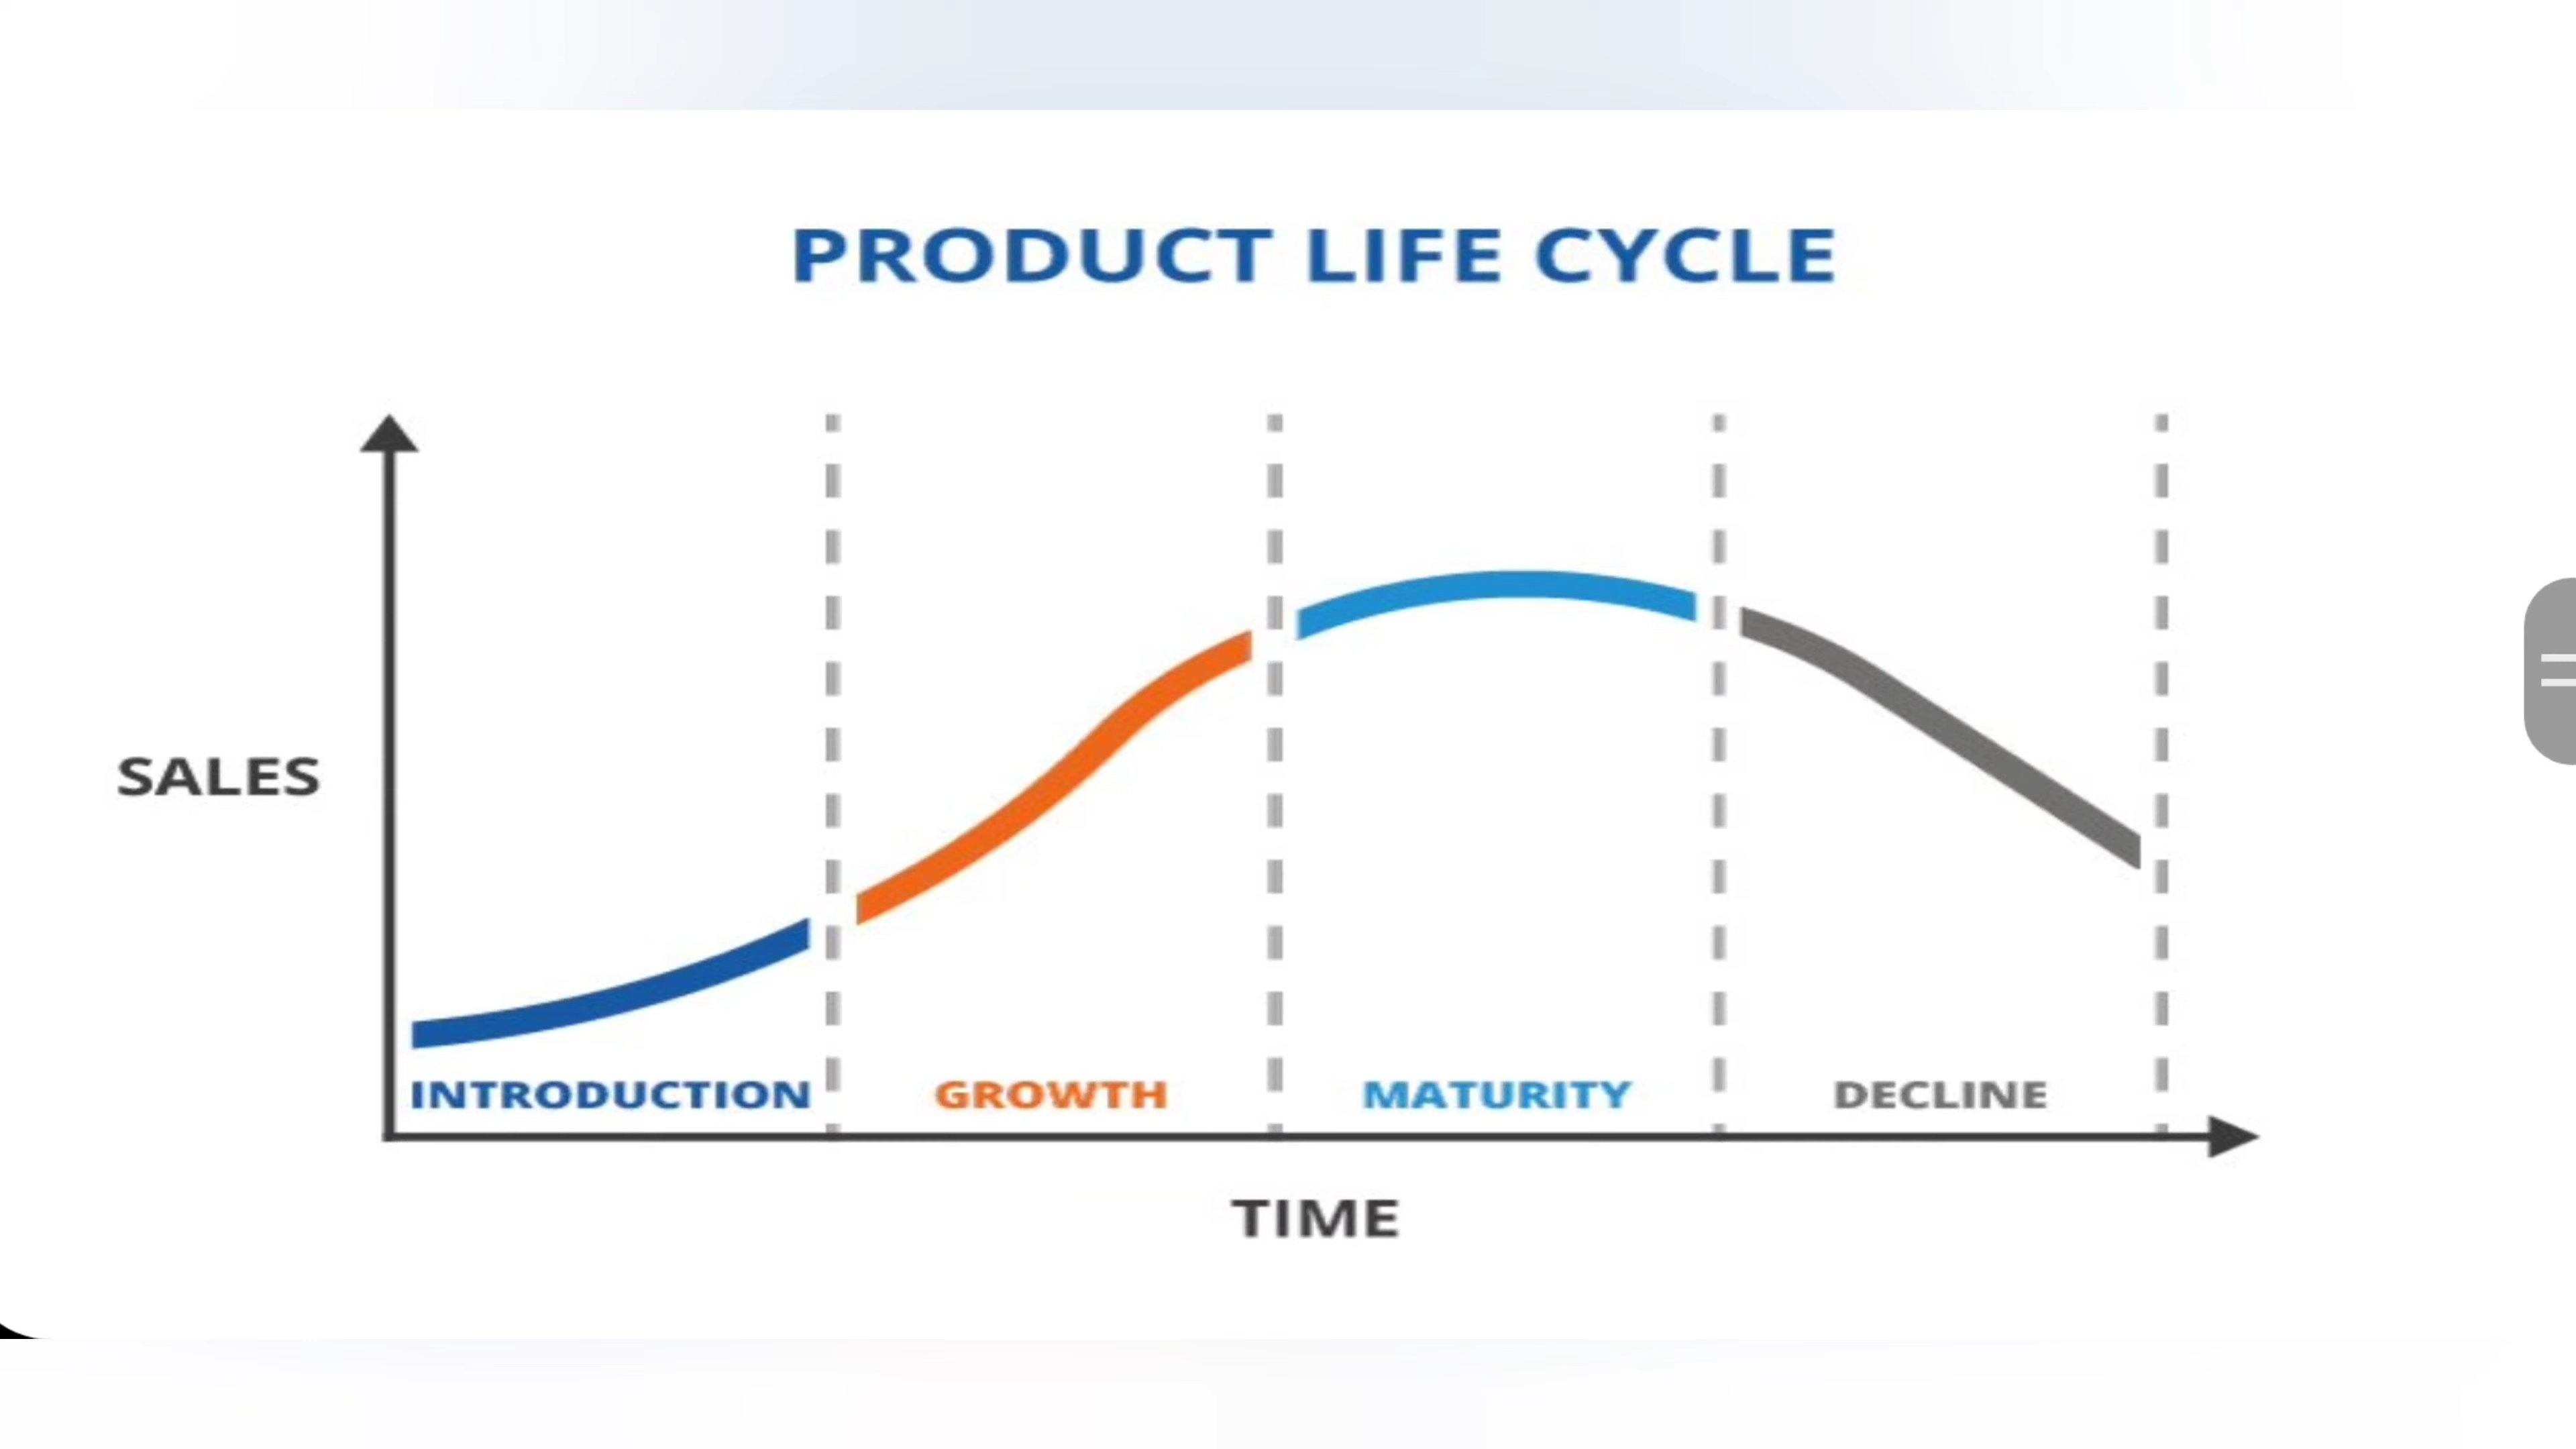 PRODUCT LIFE CYCLE
SALES
INTRODUCTION
GROWTH
MATURITY
DECLINE
TIME